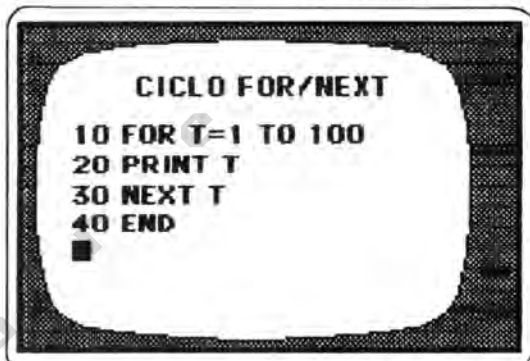 CICLO FOR/NEXT
10 FOR T=1 TO 100
20 PRINT T
30 NEXT T
40 END